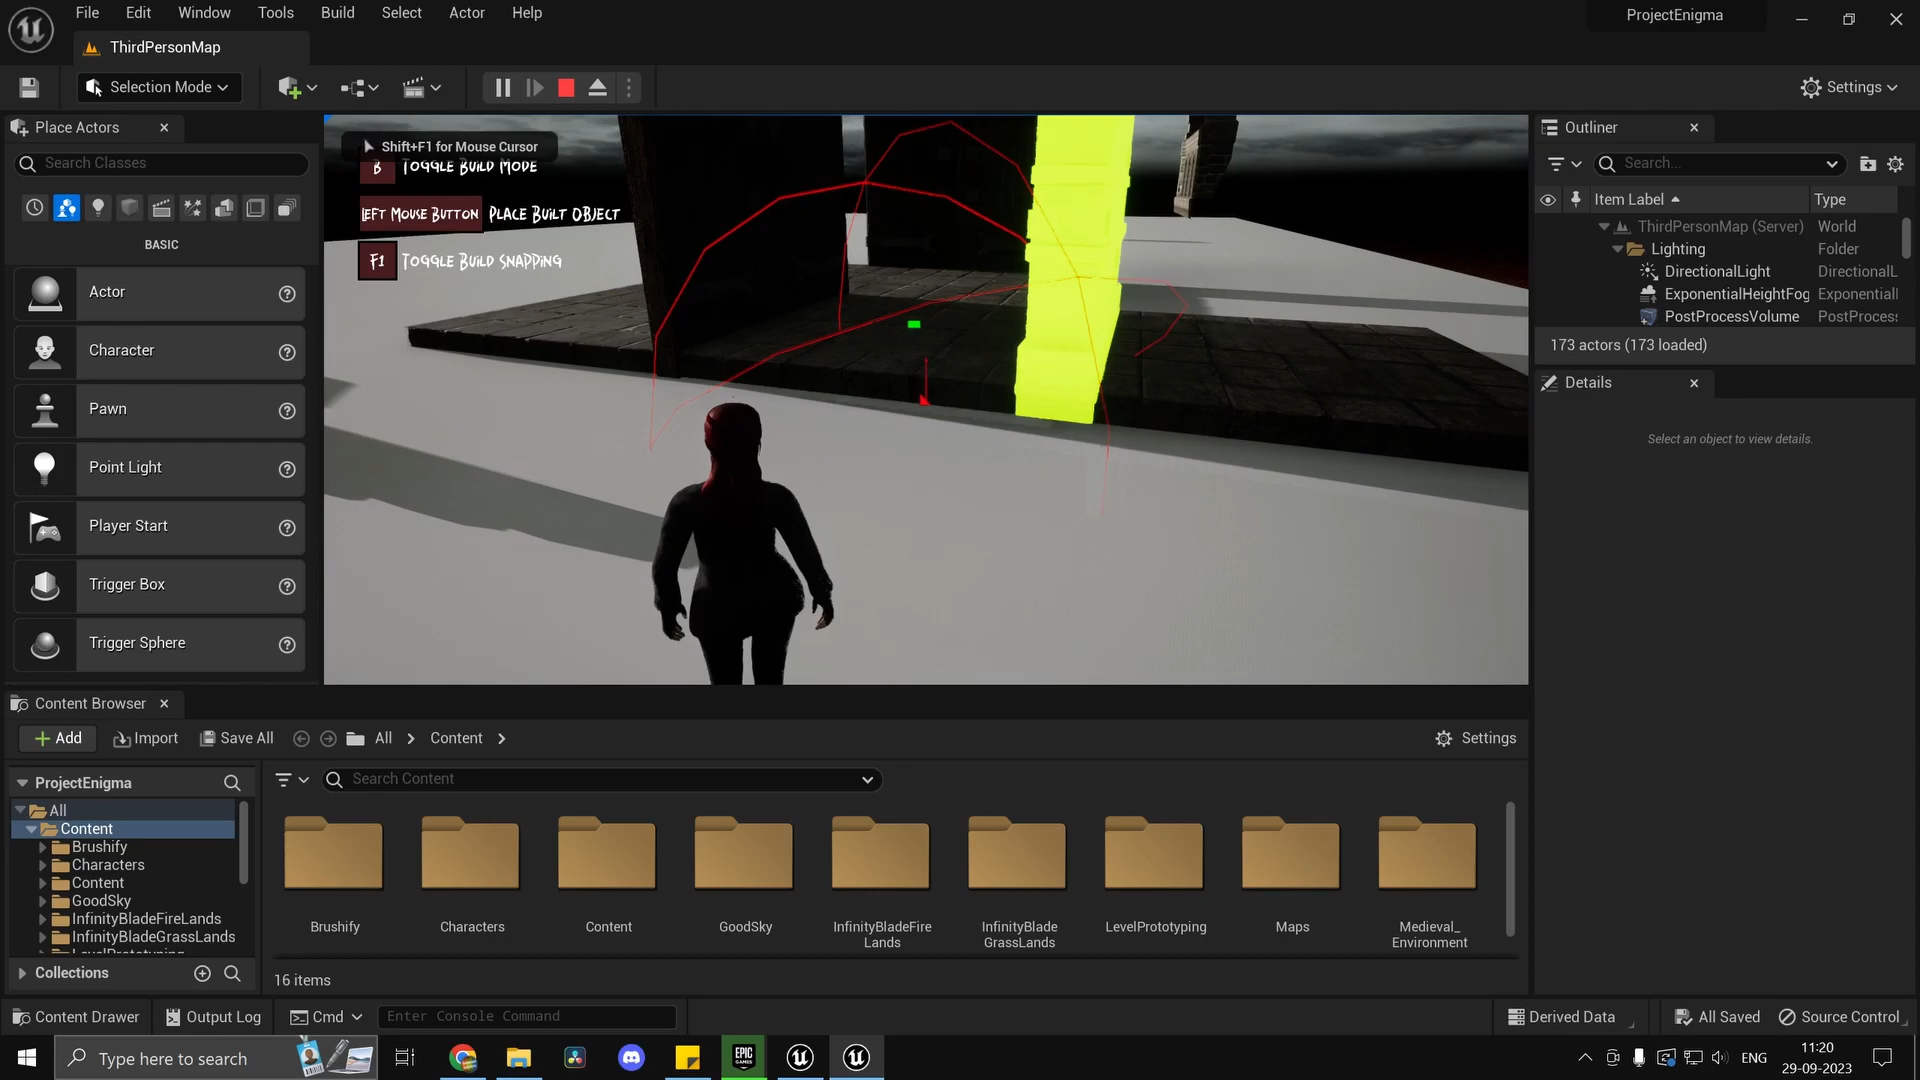 File Edit Window Tools Build Select Actor Help
ProjectEnigma
ThirdPersonMap
Selection Mode
Settings
Place Actors
Search Classes
BASIC
Actor
Character
Pawn
Point Light
Player Start
Trigger Box
Trigger Sphere
Shift+F1 for Mouse Cursor
B TOGGLE BUILD MODE
LEFT MOUSE BUTTON PLACE BUILT OBJECT
F1 TOGGLE BUILD SNAPPING
Outliner
Search...
Item Label Type
ThirdPersonMap (Server) World
Lighting Folder
DirectionalLight DirectionalL
ExponentialHeightFog Exponential
PostProcessVolume PostProcess
173 actors (173 loaded)
Details
Select an object to view details.
Content Browser
Add Import Save All All Content Settings
ProjectEnigma
All
Content
Brushify
Characters
Content
GoodSky
InfinityBladeFireLands
InfinityBladeGrassLands
Collections
Search Content
Brushify
Characters
Content
GoodSky
InfinityBladeFire
Lands
InfinityBlade
GrassLands
LevelPrototyping
Maps
Medieval_
Environment
16 items
Content Drawer Output Log Cmd Enter Console Command Derived Data All Saved Source Control
Type here to search
EPIC
GAMES
ENG
11:20
29-09-2023